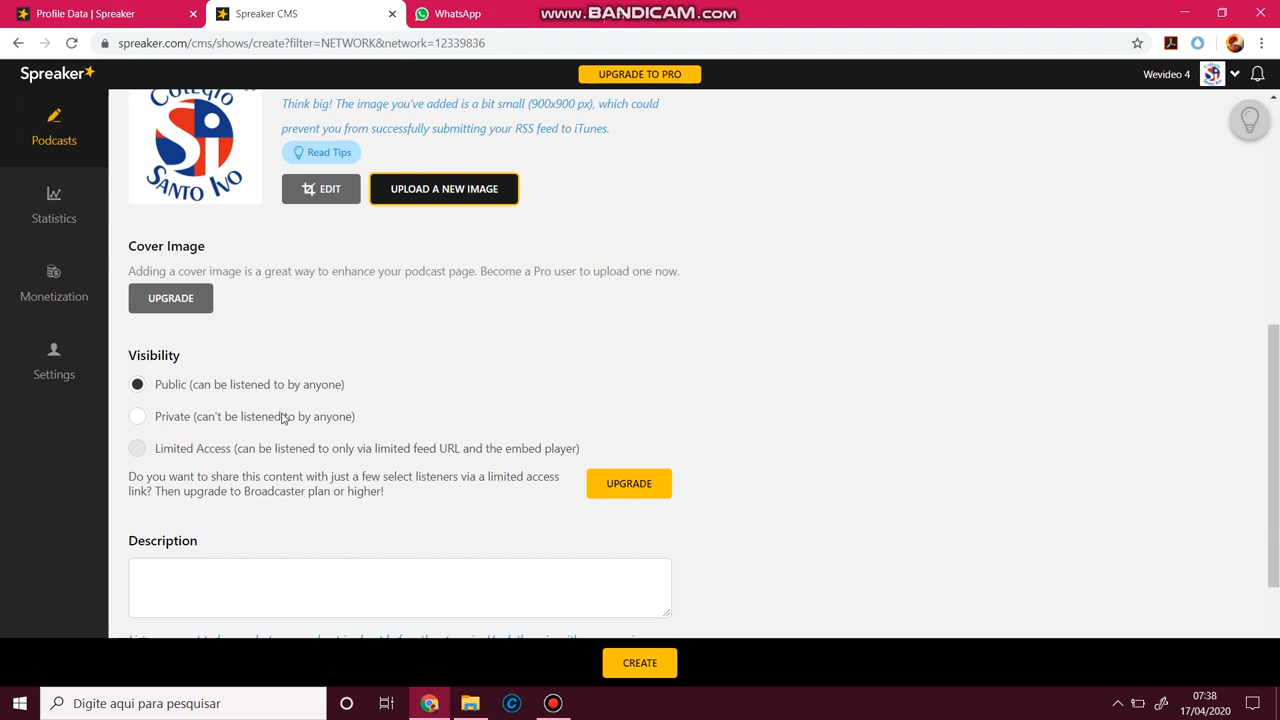 Profile Data | Spreaker
Spreaker CMS
WhatsApp
www.BANDICAM.com
spreaker.com/cms/shows/create?filter=NETWORK&network=12339836
Spreaker
UPGRADE TO PRO
Wevideo 4
Podcasts
Statistics
Monetization
Settings
COLÉGIO
SANTO IVO
Think big! The image you've added is a bit small (900x900 px), which could
prevent you from successfully submitting your RSS feed to iTunes.
Read Tips
EDIT
UPLOAD A NEW IMAGE
Cover Image
Adding a cover image is a great way to enhance your podcast page. Become a Pro user to upload one now.
UPGRADE
Visibility
Public (can be listened to by anyone)
Private (can't be listened to by anyone)
Limited Access (can be listened to only via limited feed URL and the embed player)
Do you want to share this content with just a few select listeners via a limited access
link? Then upgrade to Broadcaster plan or higher!
UPGRADE
Description
CREATE
Digite aqui para pesquisar
07:38
17/04/2020